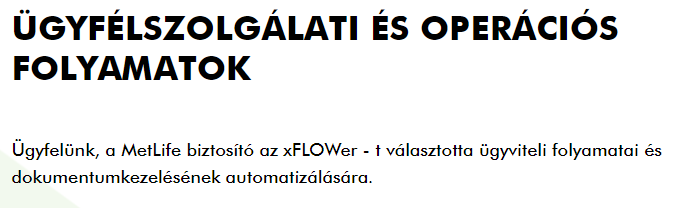 ÜGYFÉLSZOLGÁLATI ÉS OPERÁCIÓS
FOLYAMATOK
Ügyfelünk, a MetLife biztosító az xFLOWer - t választotta ügyviteli folyamatai és
dokumentumkezelésének automatizálására.